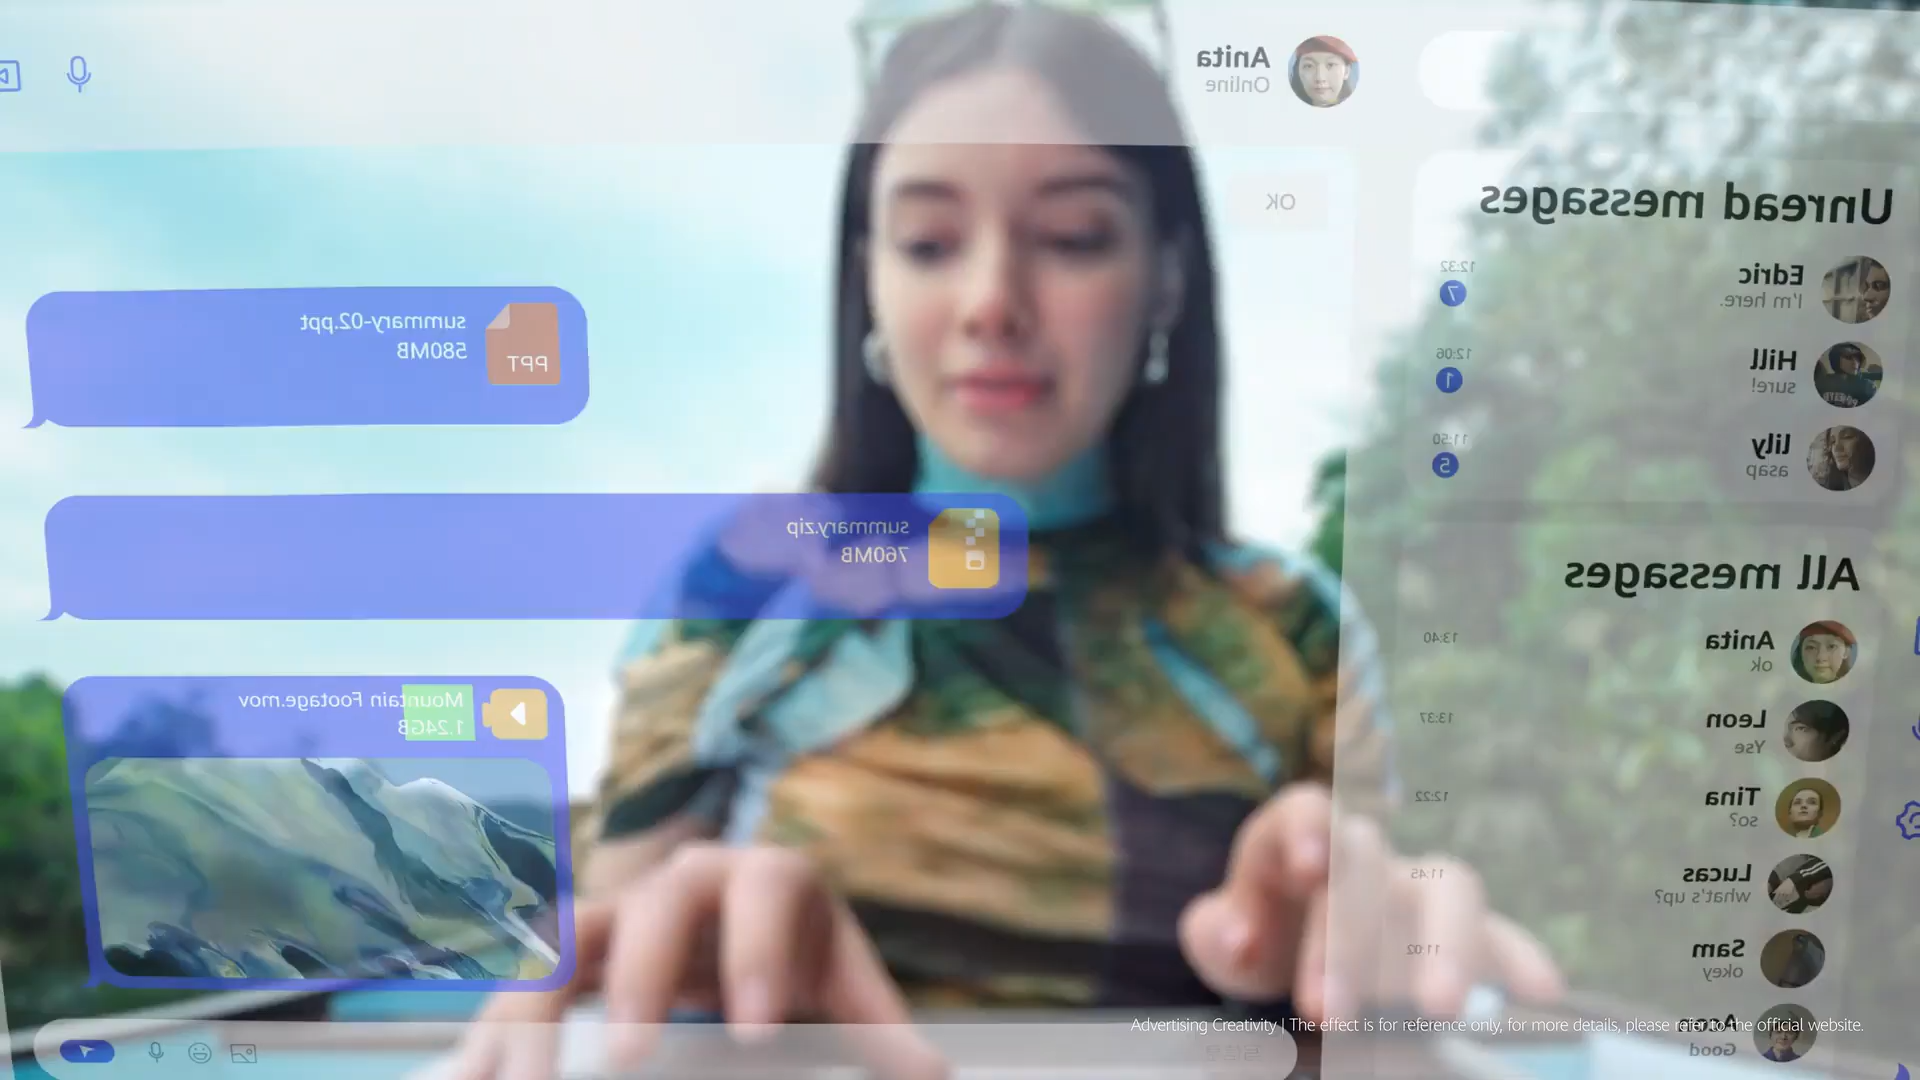 Anita
Online
OK
summary-02.ppt
580MB
PPT
summary.zip
760MB
Mountain Footage.mov
1.24GB
Unread messages
Edric
I'm here.
12:32
7
Hill
sure!
12:06
1
lily
asap
11:50
5
All messages
Anita
ok
13:40
Leon
Yse
13:37
Tina
so?
12:22
Lucas
what's up?
11:45
Sam
okey
11:02
Good
Advertising Creativity | The effect is for reference only, for more details, please refer to the official website.